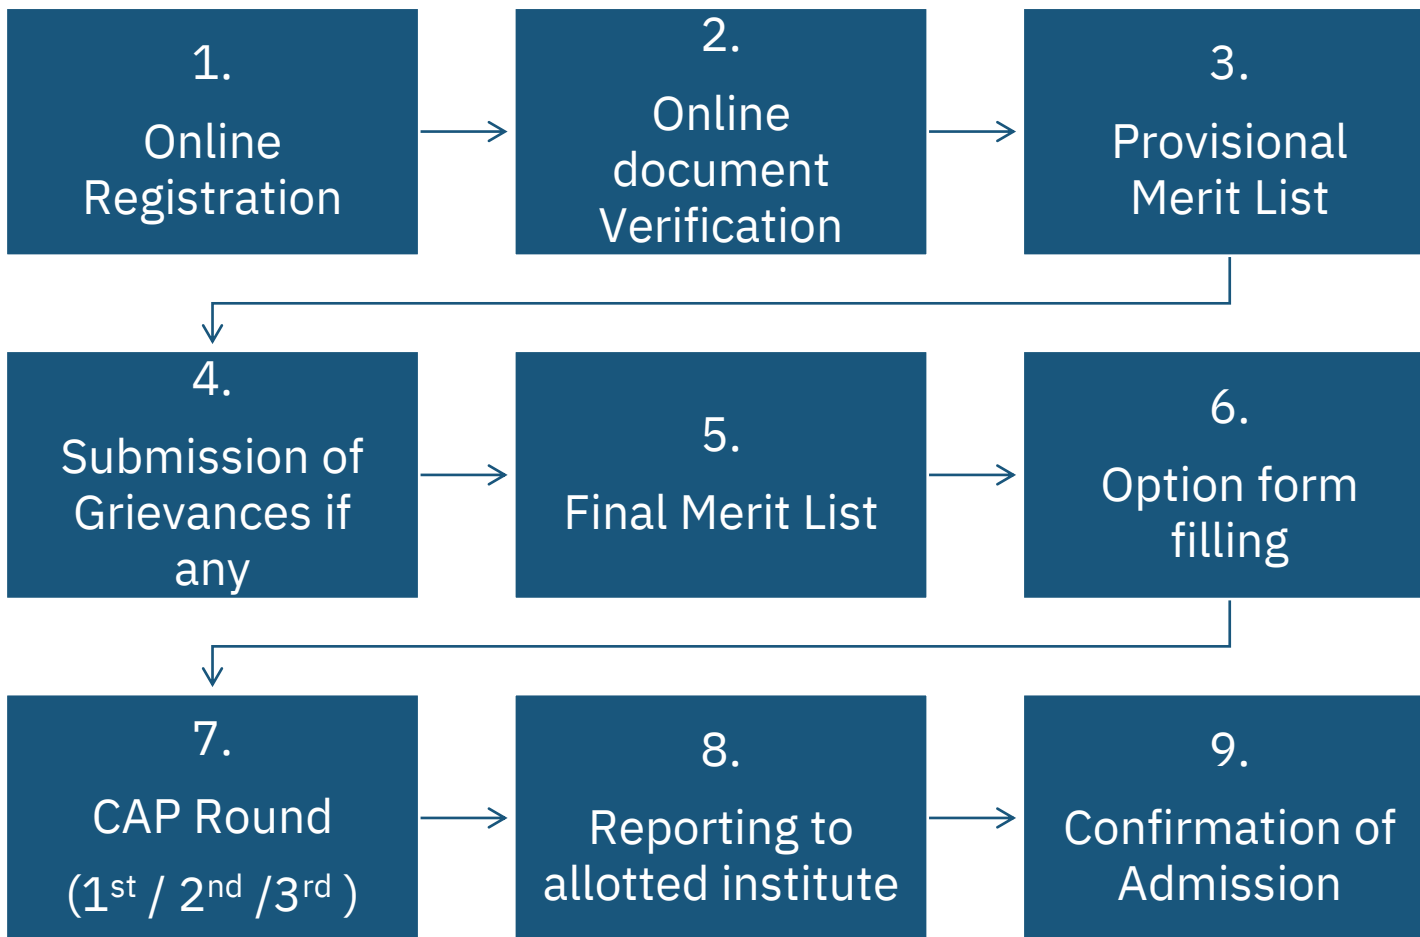 1.
Online
Registration
2.
Online
document
Verification
3.
Provisional
Merit List
4.
Submission of
Grievances if
any
5.
Final Merit List
6.
Option form
filling
7.
CAP Round
(1st / 2nd /3rd )
8.
Reporting to
allotted institute
9.
Confirmation of
Admission